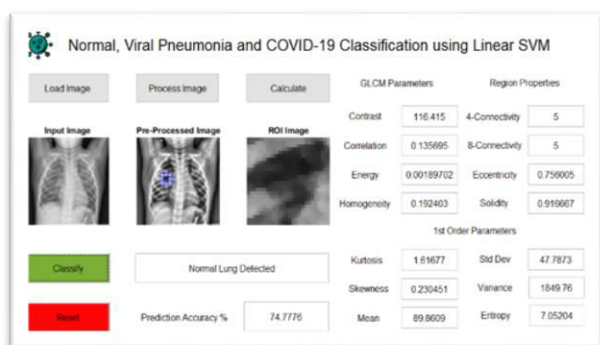 Normal, Viral Pneumonia and COVID-19 Classification using Linear SVM
Load Image
Process Image
Calculate
GLCM Parameters
Region Properties
Input Image
Pre-Processed Image
ROI Image
Contrast 116.415 4-Connectivity 5
Correlation 0.135695 8-Connectivity 5
Energy 0.00189702 Eccentricity 0.756005
Homogeneity 0.192403 Solidity 0.916667
1st Order Parameters
Classify
Normal Lung Detected
Kurtosis 1.61677 Std Dev 47.7873
Skewness 0.230451 Variance 1849.76
Reset
Prediction Accuracy % 74.7776
Mean 89.8609 Entropy 7.05204